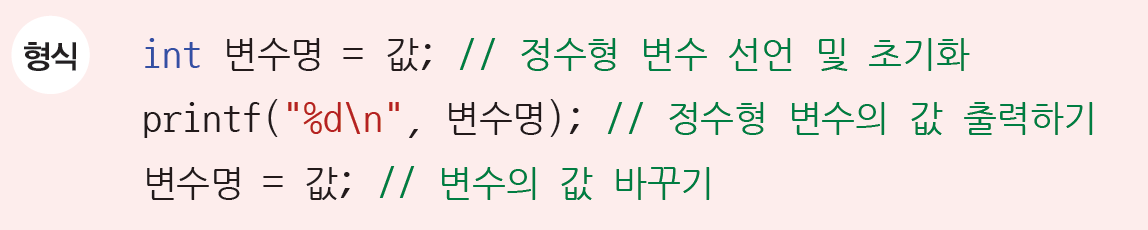 형식
int 변수명 = 값; // 정수형 변수 선언 및 초기화
printf("%d\n", 변수명); // 정수형 변수의 값 출력하기
변수명 = 값; // 변수의 값 바꾸기